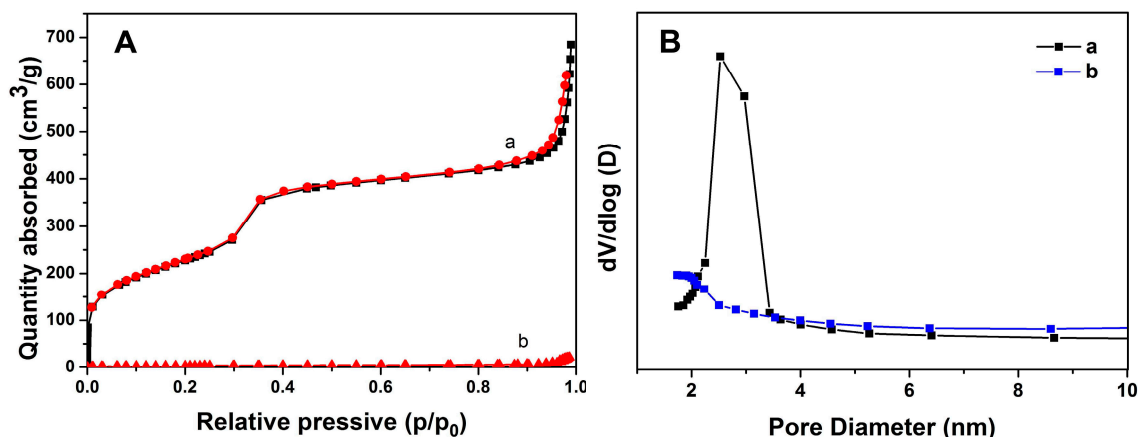 A
Quantity absorbed (cm³/g)
700
600
500
400
300
200
100
0
a
b
0.0 0.2 0.4 0.6 0.8 1.0
Relative pressive (p/p₀)
B
a
b
dV/dlog (D)
2 4 6 8 10
Pore Diameter (nm)